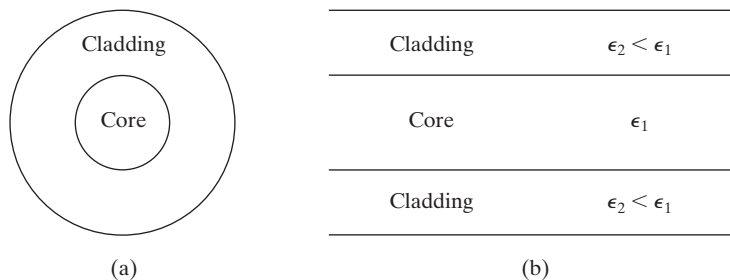 Cladding
Core
(a)
Cladding ϵ₂ < ϵ₁
Core ϵ₁
Cladding ϵ₂ < ϵ₁
(b)